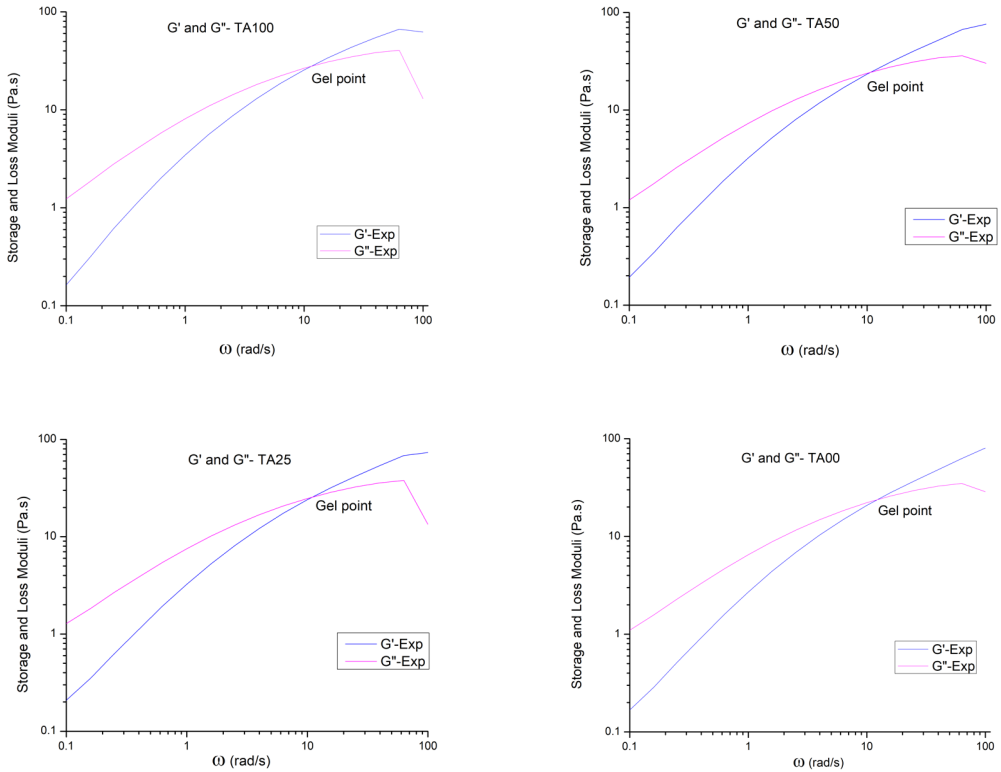 G' and G''- TA100
Storage and Loss Moduli (Pa.s)
100
10
1
0.1
Gel point
G'-Exp
G''-Exp
0.1 1 10 100
ω (rad/s)
G' and G''- TA50
Storage and Loss Moduli (Pa.s)
100
10
1
0.1
Gel point
G'-Exp
G''-Exp
0.1 1 10 100
ω (rad/s)
G' and G''- TA25
Storage and Loss Moduli (Pa.s)
100
10
1
0.1
Gel point
G'-Exp
G''-Exp
0.1 1 10 100
ω (rad/s)
G' and G''- TA00
Storage and Loss Moduli (Pa.s)
100
10
1
0.1
Gel point
G'-Exp
G''-Exp
0.1 1 10 100
ω (rad/s)